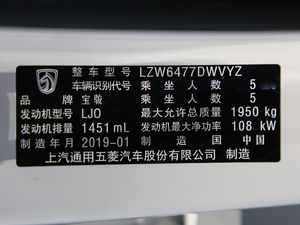 整车型号 LZW6477DWVYZ
车辆识别代号 乘坐人数 5
品牌 宝骏 乘坐人数 5
发动机型号 LJO 最大允许总质量 1950 kg
发动机排量 1451 mL 发动机最大净功率 108 kW
制造年月 2019-01 制造国 中国
上汽通用五菱汽车股份有限公司 制造